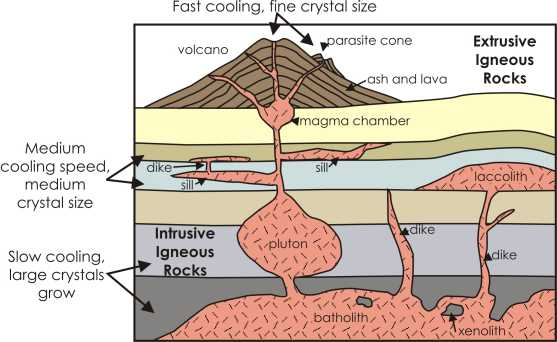 Fast cooling, fine crystal size
volcano
parasite cone
Extrusive
Igneous
Rocks
ash and lava
magma chamber
Medium
cooling speed,
medium
crystal size
dike
sill
sill
laccolith
Intrusive
Igneous
Rocks
pluton
dike
dike
Slow cooling,
large crystals
grow
batholith
xenolith